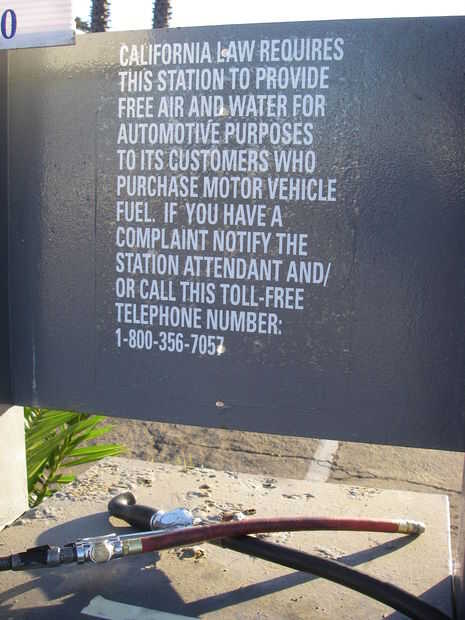 0
CALIFORNIA LAW REQUIRES
THIS STATION TO PROVIDE
FREE AIR AND WATER FOR
AUTOMOTIVE PURPOSES
TO ITS CUSTOMERS WHO
PURCHASE MOTOR VEHICLE
FUEL. IF YOU HAVE A
COMPLAINT NOTIFY THE
STATION ATTENDANT AND/
OR CALL THIS TOLL-FREE
TELEPHONE NUMBER:
1-800-356-7057